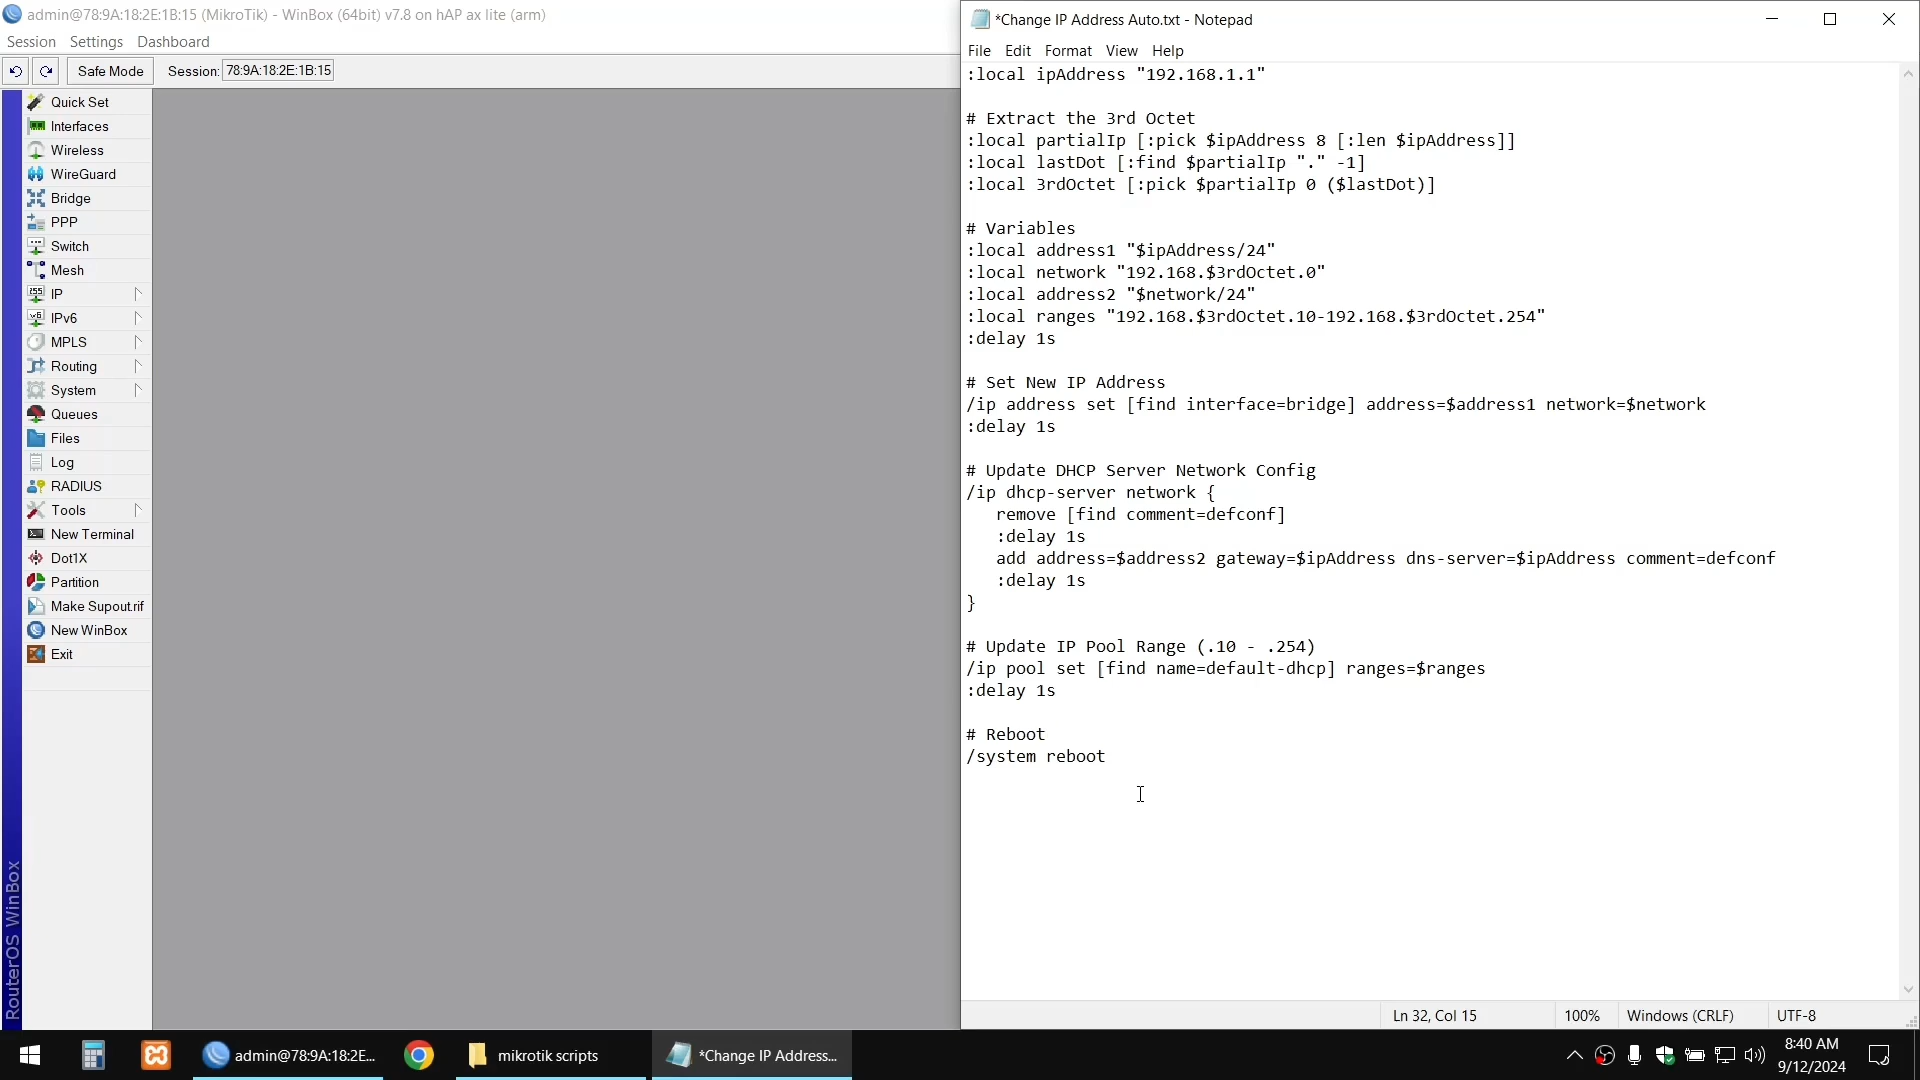 admin@78:9A:18:2E:1B:15 (MikroTik) - WinBox (64bit) v7.8 on hAP ax lite (arm)
Session Settings Dashboard
Safe Mode Session: 78:9A:18:2E:1B:15
Quick Set
Interfaces
Wireless
WireGuard
Bridge
PPP
Switch
Mesh
IP
IPv6
MPLS
Routing
System
Queues
Files
Log
RADIUS
Tools
New Terminal
Dot1X
Partition
Make Supout.rif
New WinBox
Exit
RouterOS WinBox
*Change IP Address Auto.txt - Notepad
File Edit Format View Help
:local ipAddress "192.168.1.1"
# Extract the 3rd Octet
:local partialIp [:pick $ipAddress 8 [:len $ipAddress]]
:local lastDot [:find $partialIp "." -1]
:local 3rdOctet [:pick $partialIp 0 ($lastDot)]
# Variables
:local address1 "$ipAddress/24"
:local network "192.168.$3rdOctet.0"
:local address2 "$network/24"
:local ranges "192.168.$3rdOctet.10-192.168.$3rdOctet.254"
:delay 1s
# Set New IP Address
/ip address set [find interface=bridge] address=$address1 network=$network
:delay 1s
# Update DHCP Server Network Config
/ip dhcp-server network {
remove [find comment=defconf]
:delay 1s
add address=$address2 gateway=$ipAddress dns-server=$ipAddress comment=defconf
:delay 1s
}
# Update IP Pool Range (.10 - .254)
/ip pool set [find name=default-dhcp] ranges=$ranges
:delay 1s
# Reboot
/system reboot
Ln 32, Col 15 100% Windows (CRLF) UTF-8
admin@78:9A:18:2E... mikrotik scripts *Change IP Address...
8:40 AM
9/12/2024